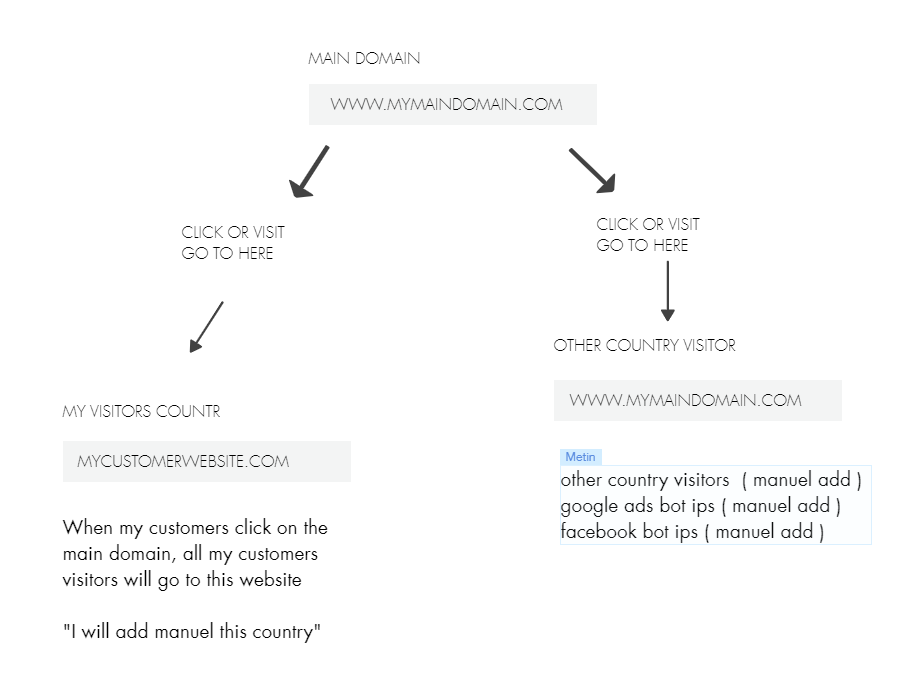 MAIN DOMAIN
WWW.MYMAINDOMAIN.COM
CLICK OR VISIT
GO TO HERE
CLICK OR VISIT
GO TO HERE
MY VISITORS COUNTR
MYCUSTOMERWEBSITE.COM
When my customers click on the
main domain, all my customers
visitors will go to this website
"I will add manuel this country"
OTHER COUNTRY VISITOR
WWW.MYMAINDOMAIN.COM
Metin
other country visitors ( manuel add )
google ads bot ips ( manuel add )
facebook bot ips ( manuel add )